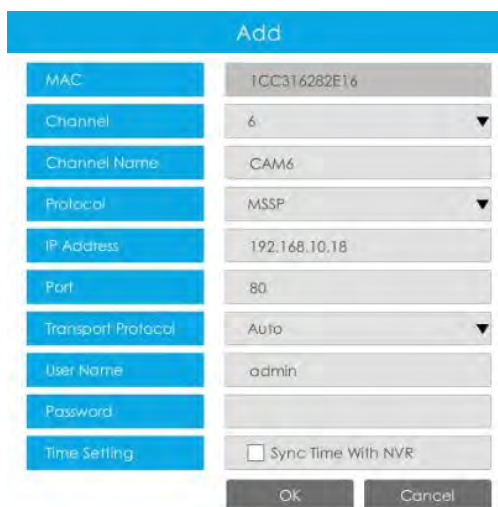 Add
MAC 1CC316282E16
Channel 6
Channel Name CAM6
Protocol MSSP
IP Address 192.168.10.18
Port 80
Transport Protocol Auto
User Name admin
Password
Time Setting Sync Time With NVR
OK Cancel